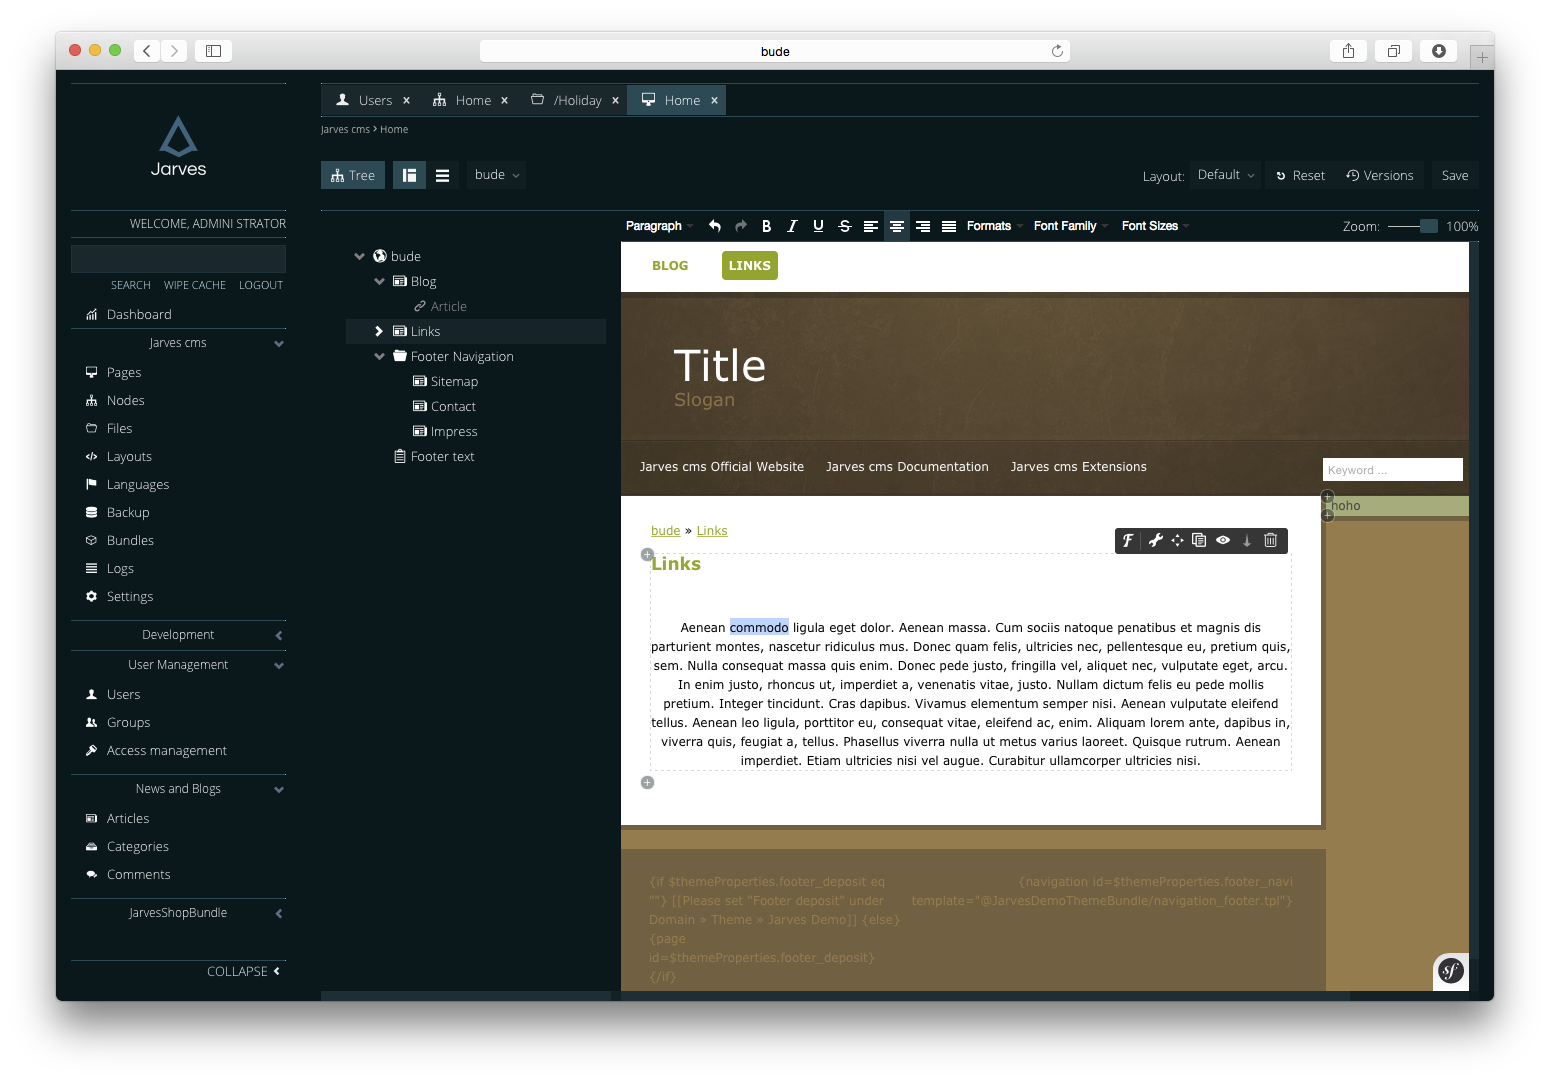 bude
Users × Home × /Holiday × Home ×
Jarves cms › Home
Jarves
Tree bude Layout: Default Reset Versions Save
WELCOME, ADMINI STRATOR
SEARCH WIPE CACHE LOGOUT
Dashboard
Jarves cms
Pages
Nodes
Files
Layouts
Languages
Backup
Bundles
Logs
Settings
Development
User Management
Users
Groups
Access management
News and Blogs
Articles
Categories
Comments
JarvesShopBundle
COLLAPSE
bude
Blog
Article
Links
Footer Navigation
Sitemap
Contact
Impress
Footer text
Paragraph B I U S Formats Font Family Font Sizes Zoom: 100%
BLOG LINKS
Title
Slogan
Jarves cms Official Website Jarves cms Documentation Jarves cms Extensions
Keyword ...
hoho
bude » Links
Links
Aenean commodo ligula eget dolor. Aenean massa. Cum sociis natoque penatibus et magnis dis
parturient montes, nascetur ridiculus mus. Donec quam felis, ultricies nec, pellentesque eu, pretium quis,
sem. Nulla consequat massa quis enim. Donec pede justo, fringilla vel, aliquet nec, vulputate eget, arcu.
In enim justo, rhoncus ut, imperdiet a, venenatis vitae, justo. Nullam dictum felis eu pede mollis
pretium. Integer tincidunt. Cras dapibus. Vivamus elementum semper nisi. Aenean vulputate eleifend
tellus. Aenean leo ligula, porttitor eu, consequat vitae, eleifend ac, enim. Aliquam lorem ante, dapibus in,
viverra quis, feugiat a, tellus. Phasellus viverra nulla ut metus varius laoreet. Quisque rutrum. Aenean
imperdiet. Etiam ultricies nisi vel augue. Curabitur ullamcorper ultricies nisi.
{if $themeProperties.footer_deposit eq
""} [[Please set "Footer deposit" under
Domain » Theme » Jarves Demo]] {else}
{page
id=$themeProperties.footer_deposit}
{/if}
{navigation id=$themeProperties.footer_navi
template="@JarvesDemoThemeBundle/navigation_footer.tpl"}
sf